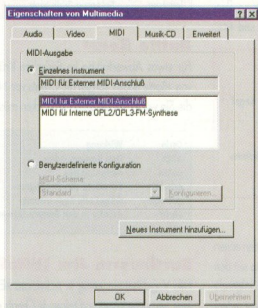 Eigenschaften von Multimedia
Audio Video MIDI Musik-CD Erweitert
MIDI-Ausgabe
Einzelnes Instrument
MIDI für Externer MIDI-Anschluß
MIDI für Externer MIDI-Anschluß
MIDI für Interne OPL2/OPL3-FM-Synthese
Benutzerdefinierte Konfiguration
MIDI-Schema
Standard Konfigurieren...
Neues Instrument hinzufügen...
OK Abbrechen Übernehmen